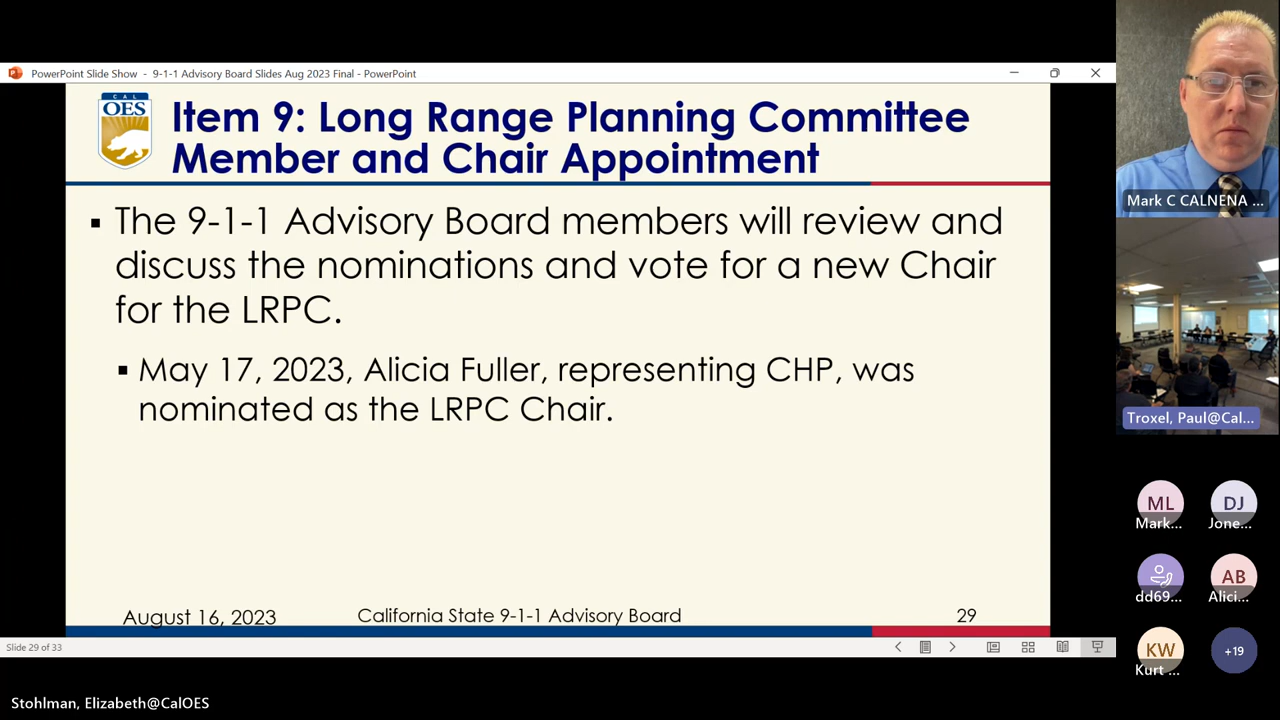 PowerPoint Slide Show - 9-1-1 Advisory Board Slides Aug 2023 Final - PowerPoint
CAL
OES
Item 9: Long Range Planning Committee
Member and Chair Appointment
▪ The 9-1-1 Advisory Board members will review and
discuss the nominations and vote for a new Chair
for the LRPC.
▪ May 17, 2023, Alicia Fuller, representing CHP, was
nominated as the LRPC Chair.
August 16, 2023
California State 9-1-1 Advisory Board
29
Slide 29 of 33
Stohlman, Elizabeth@CalOES
Mark C CALNENA ...
Troxel, Paul@Cal...
ML
Mark...
DJ
Jone...
dd69...
AB
Alici...
KW
Kurt ...
+19